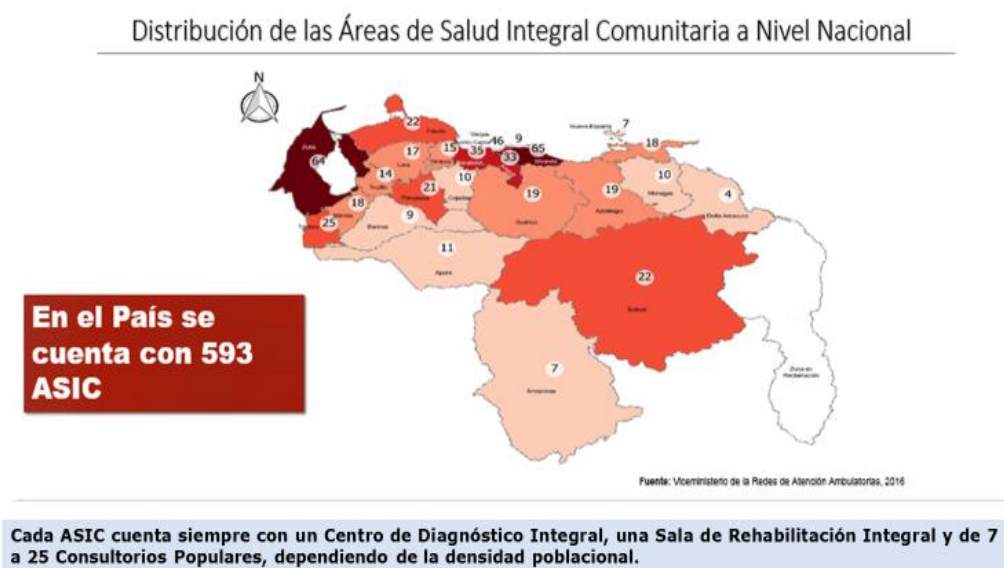 Distribución de las Áreas de Salud Integral Comunitaria a Nivel Nacional
N
Nueva Esparta 7
22
Falcón
Vargas
46 9
65
Miranda
18
Zulia
64
17
Lara
15
35
33
14
Trujillo
21
Portuguesa
10
Cojedes
19
Guárico
19
Anzoátegui
10
Monagas
4
Delta Amacuro
18
Mérida
25
Táchira
9
Barinas
11
Apure
22
Bolívar
7
Amazonas
Zona en
Reclamación
En el País se
cuenta con 593
ASIC
Fuente: Viceministerio de la Redes de Atención Ambulatorias, 2016
Cada ASIC cuenta siempre con un Centro de Diagnóstico Integral, una Sala de Rehabilitación Integral y de 7
a 25 Consultorios Populares, dependiendo de la densidad poblacional.